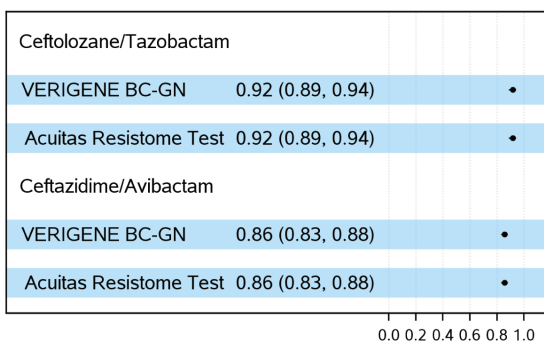 Ceftolozane/Tazobactam
VERIGENE BC-GN 0.92 (0.89, 0.94)
Acuitas Resistome Test 0.92 (0.89, 0.94)
Ceftazidime/Avibactam
VERIGENE BC-GN 0.86 (0.83, 0.88)
Acuitas Resistome Test 0.86 (0.83, 0.88)
0.0 0.2 0.4 0.6 0.8 1.0